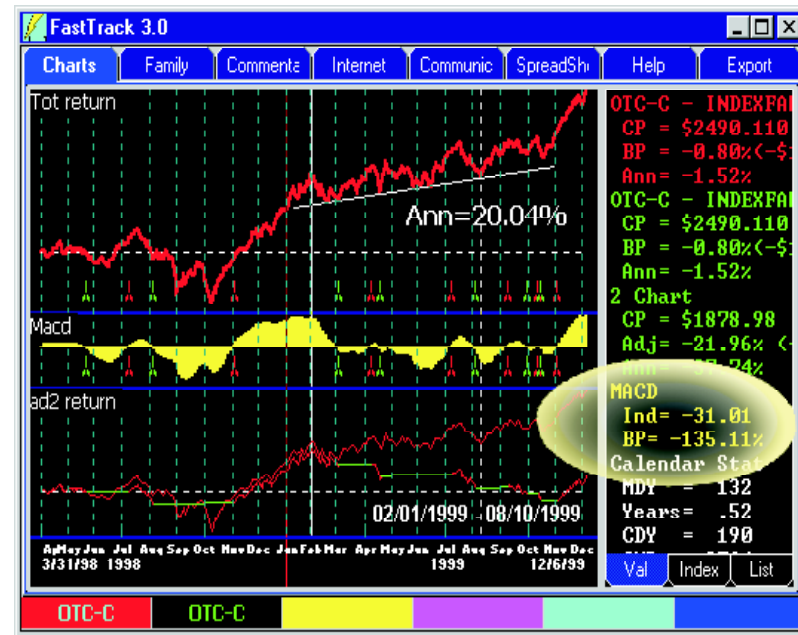 FastTrack 3.0
Charts Family Commenta Internet Communic SpreadSh Help Export
Tot return
Ann=20.04%
Macd
ad2 return
02/01/1999 08/10/1999
Ap May Jun Jul Aug Sep Oct Nov Dec Jan Feb Mar Apr May Jun Jul Aug Sep Oct Nov Dec
3/31/98 1998 1999 12/6/99
OTC-C - INDEXFA
CP = $2490.110
BP = -0.80%(-$
Ann= -1.52%
OTC-C - INDEXFA
CP = $2490.110
BP = -0.80%(-$
Ann= -1.52%
2 Chart
CP = $1878.98
Adj= -21.96% (
MACD
Ind= -31.01
BP= -135.11%
Calendar Stat
MDY = 132
Years= .52
CDY = 190
Val Index List
OTC-C OTC-C